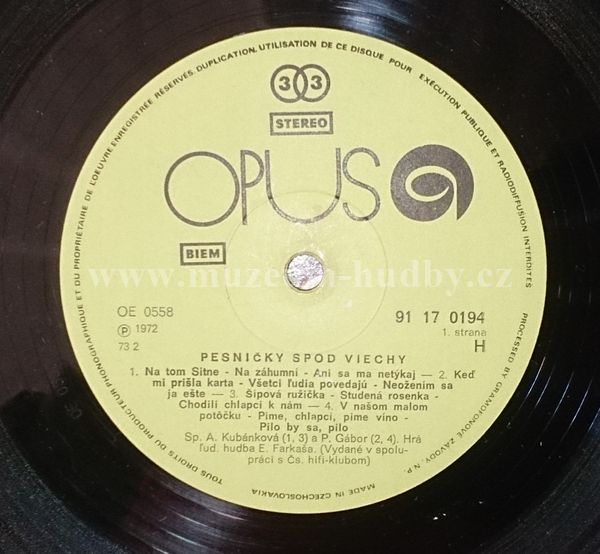 TOUS DROITS DU PRODUCTEUR PHONOGRAPHIQUE ET DU PROPRIÉTAIRE DE L'OEUVRE ENREGISTRÉE RÉSERVÉS. DUPLICATION, UTILISATION DE CE DISQUE POUR EXÉCUTION PUBLIQUE ET RADIODIFFUSION INTERDITES
33
STEREO
OPUS
BIEM
www.muzeum-hudby.cz
OE 0558
℗ 1972
73 2
91 17 0194
1. strana
H
PESNIČKY SPOD VIECHY
1. Na tom Sitne - Na záhumní - Ani sa ma netýkaj — 2. Keď
mi prišla karta - Všetci ľudia povedajú - Neožením sa
ja ešte — 3. Šípová ružička - Studená rosenka -
Chodili chlapci k nám — 4. V našom malom
potôčku - Pime, chlapci, pime víno -
Pilo by sa, pilo
Sp. A. Kubánková (1, 3) a P. Gábor (2, 4). Hrá
ľud. hudba E. Farkaša. (Vydané v spolu-
práci s Čs. hifi-klubom)
MADE IN CZECHOSLOVAKIA
PROCESSED BY GRAMOFONOVÉ ZÁVODY, N. P.